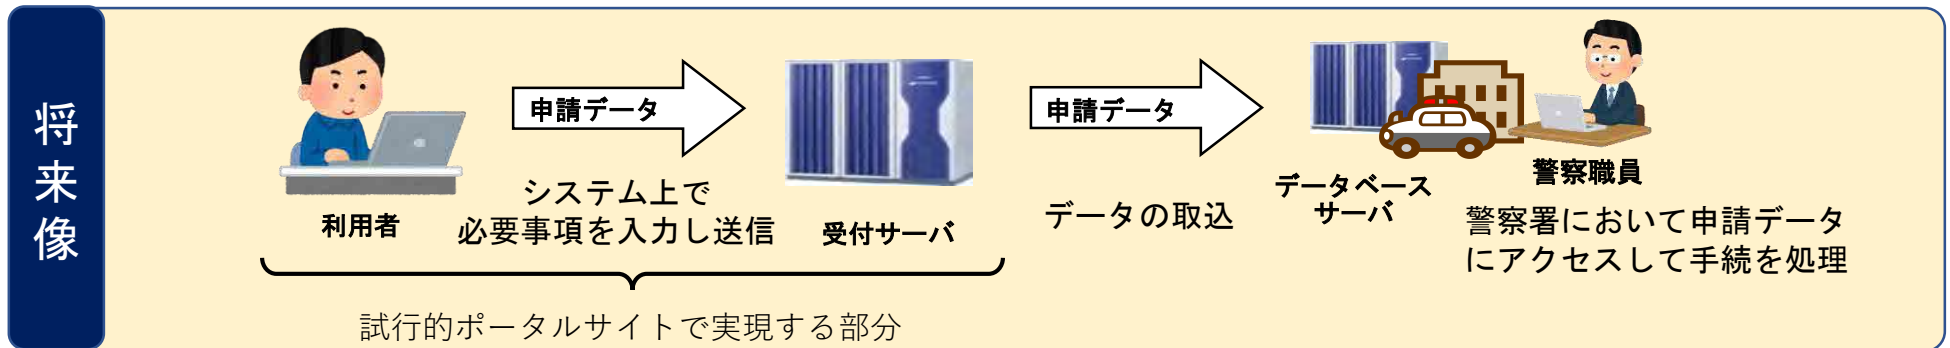 将来像
申請データ
申請データ
システム上で
必要事項を入力し送信
利用者
受付サーバ
データの取込
データベース
サーバ
警察職員
警察署において申請データ
にアクセスして手続を処理
試行的ポータルサイトで実現する部分